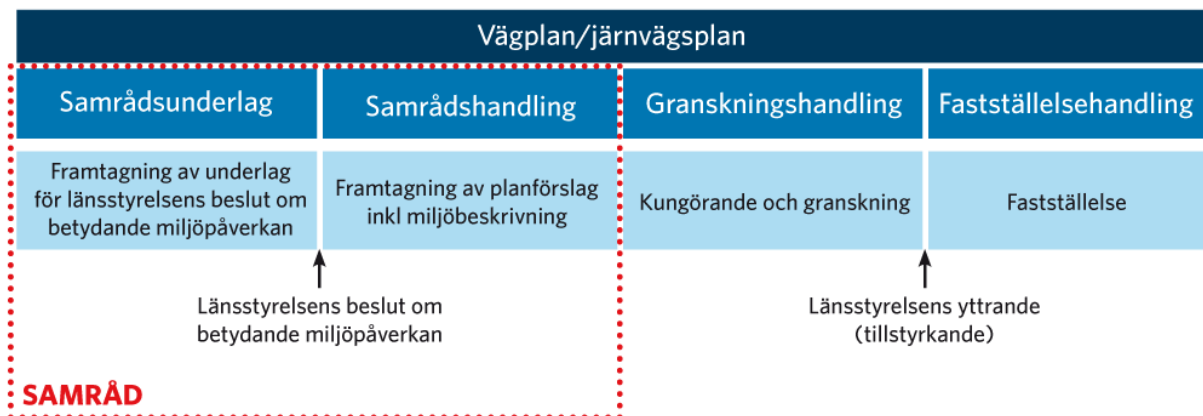 Vägplan/järnvägsplan
Samrådsunderlag
Samrådshandling
Granskningshandling
Fastställelsehandling
Framtagning av underlag
för länsstyrelsens beslut om
betydande miljöpåverkan
Framtagning av planförslag
inkl miljöbeskrivning
Kungörande och granskning
Fastställelse
Länsstyrelsens beslut om
betydande miljöpåverkan
Länsstyrelsens yttrande
(tillstyrkande)
SAMRÅD